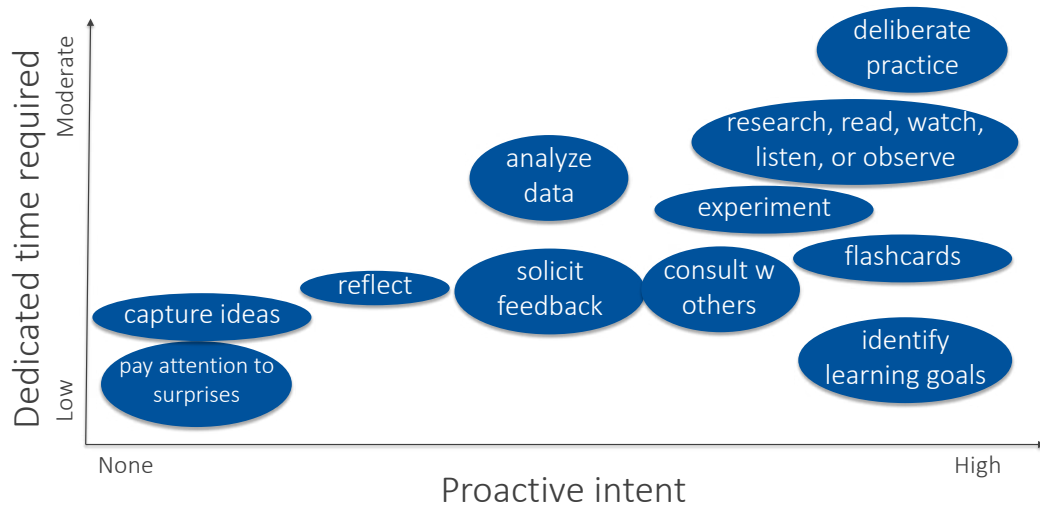 deliberate
practice
research, read, watch,
listen, or observe
analyze
data
experiment
flashcards
solicit
feedback
consult w
others
reflect
capture ideas
pay attention to
surprises
identify
learning goals
Dedicated time required
Moderate
Low
None
High
Proactive intent